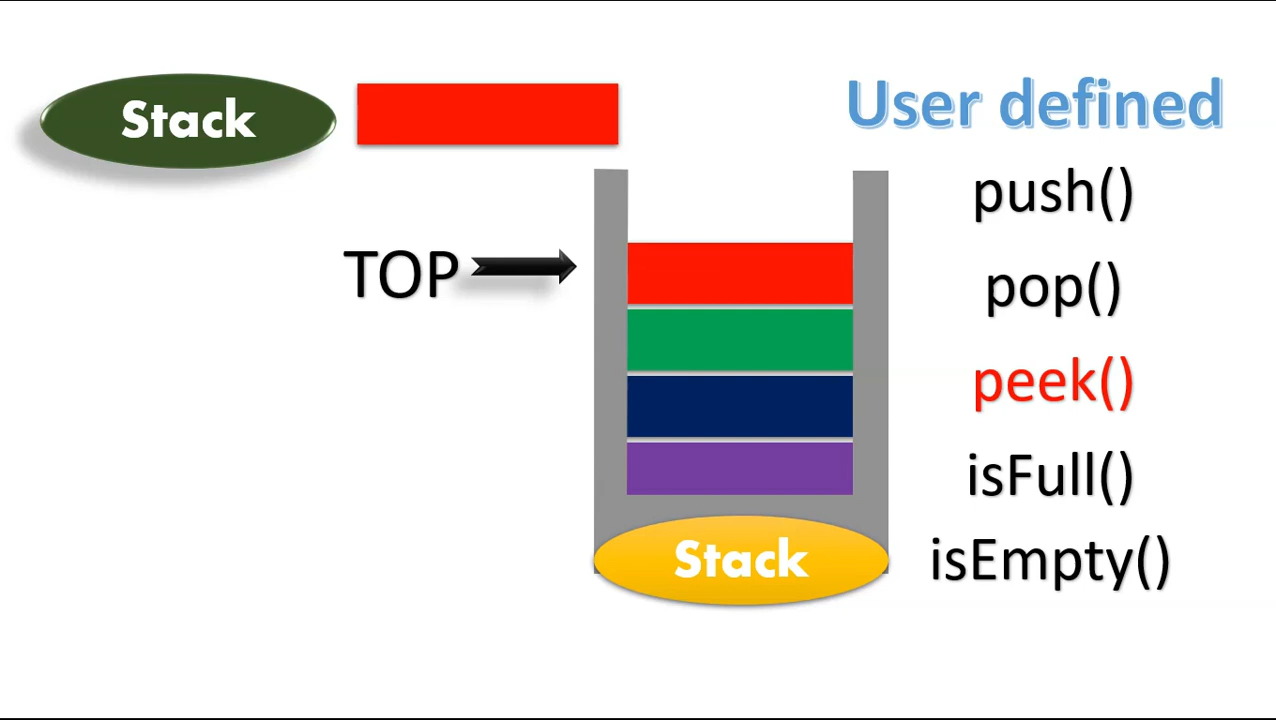 Stack
User defined
push()
TOP
pop()
peek()
isFull()
Stack
isEmpty()